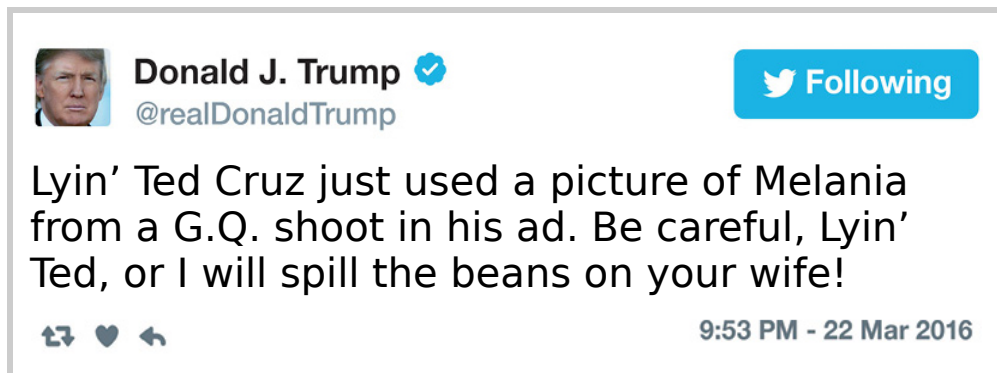 Donald J. Trump
@realDonaldTrump
Following
Lyin’ Ted Cruz just used a picture of Melania
from a G.Q. shoot in his ad. Be careful, Lyin’
Ted, or I will spill the beans on your wife!
9:53 PM - 22 Mar 2016